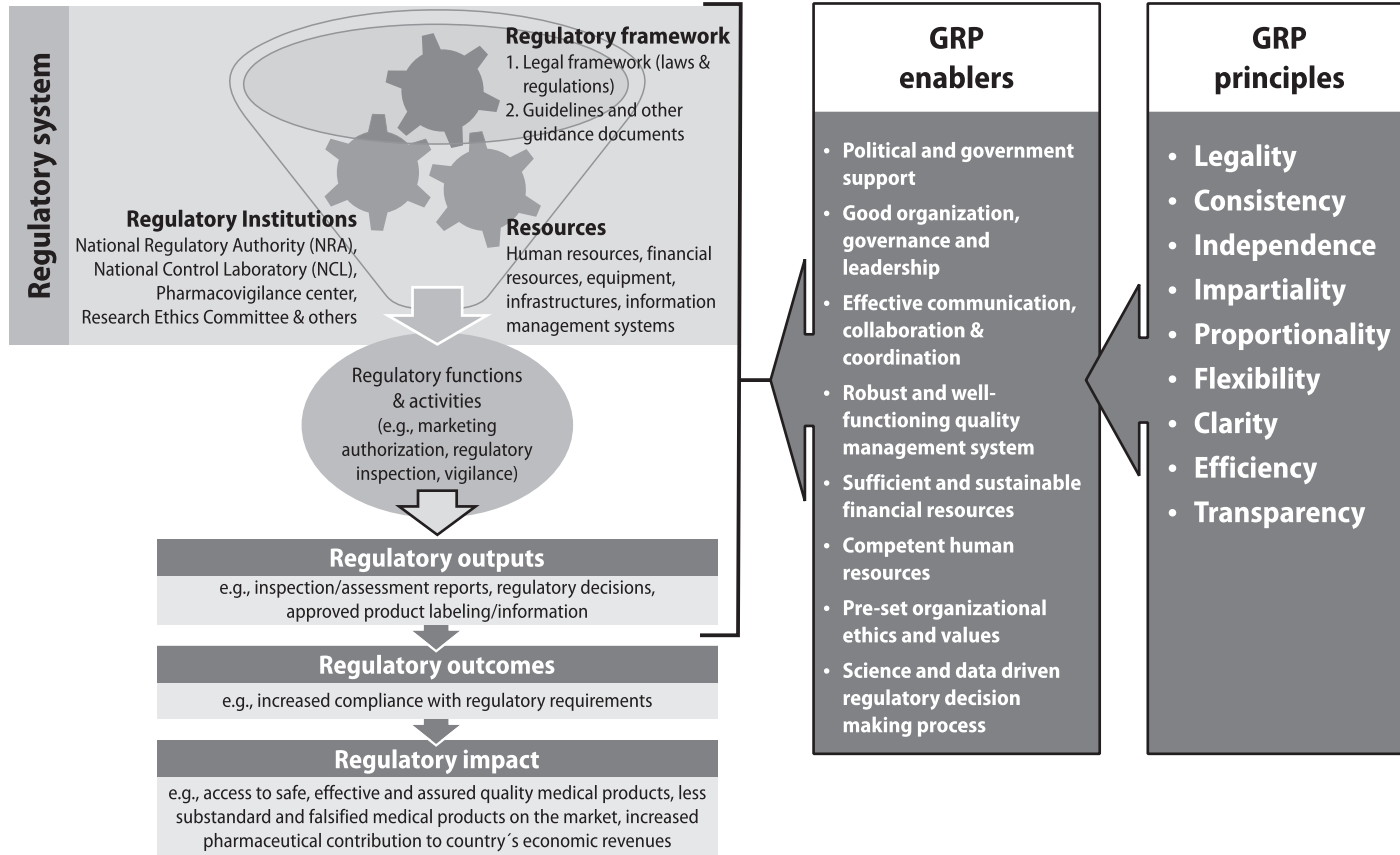 Regulatory system
Regulatory framework
1. Legal framework (laws &
regulations)
2. Guidelines and other
guidance documents
Regulatory Institutions
National Regulatory Authority (NRA),
National Control Laboratory (NCL),
Pharmacovigilance center,
Research Ethics Committee & others
Resources
Human resources, financial
resources, equipment,
infrastructures, information
management systems
Regulatory functions
& activities
(e.g., marketing
authorization, regulatory
inspection, vigilance)
Regulatory outputs
e.g., inspection/assessment reports, regulatory decisions,
approved product labeling/information
Regulatory outcomes
e.g., increased compliance with regulatory requirements
Regulatory impact
e.g., access to safe, effective and assured quality medical products, less
substandard and falsified medical products on the market, increased
pharmaceutical contribution to country´s economic revenues
GRP
enablers
• Political and government
support
• Good organization,
governance and
leadership
• Effective communication,
collaboration &
coordination
• Robust and well-
functioning quality
management system
• Sufficient and sustainable
financial resources
• Competent human
resources
• Pre-set organizational
ethics and values
• Science and data driven
regulatory decision
making process
GRP
principles
• Legality
• Consistency
• Independence
• Impartiality
• Proportionality
• Flexibility
• Clarity
• Efficiency
• Transparency